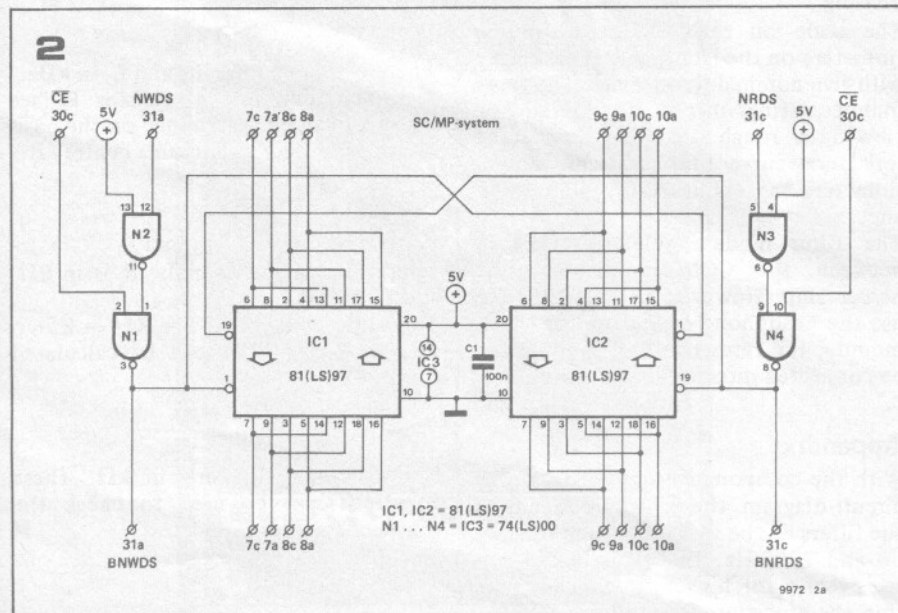 2
CE NWDS
30c 31a
5V
7c 7a 8c 8a
SC/MP-system
9c 9a 10c 10a
NRDS CE
31c 30c
5V
13 12
N2
11
5 4
N3
6
2 1
N1
3
9 10
N4
8
6 8 2 4 13 11 17 15
19
1
IC1
81(LS)97
20
10
7 9 3 5 14 12 18 16
5V
14
IC3
7
C1
100n
6 8 2 4 13 11 17 15
20
10
IC2
81(LS)97
1
19
7 9 3 5 14 12 18 16
31a
BNWDS
7c 7a 8c 8a
IC1, IC2 = 81(LS)97
N1 . . . N4 = IC3 = 74(LS)00
9c 9a 10c 10a
31c
BNRDS
9972 2a